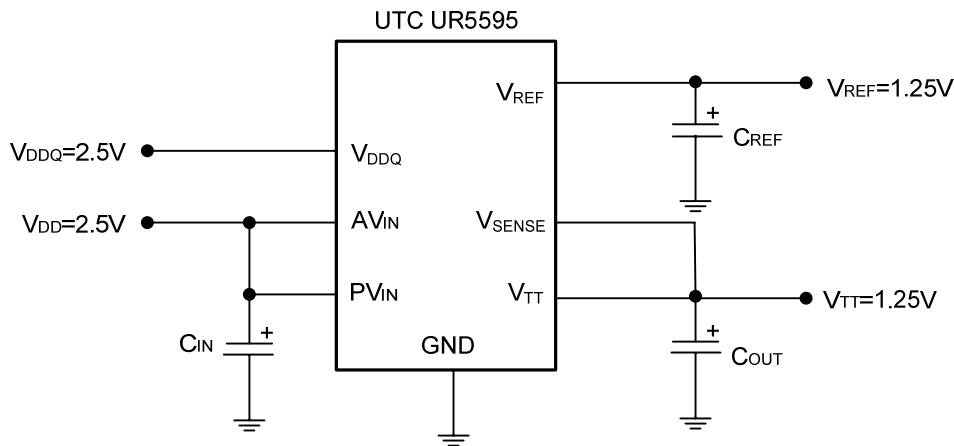 UTC UR5595
VREF
VREF=1.25V
+
CREF
VDDQ=2.5V
VDDQ
VDD=2.5V
AVIN
VSENSE
PVIN
VTT
VTT=1.25V
+
CIN
GND
+
COUT